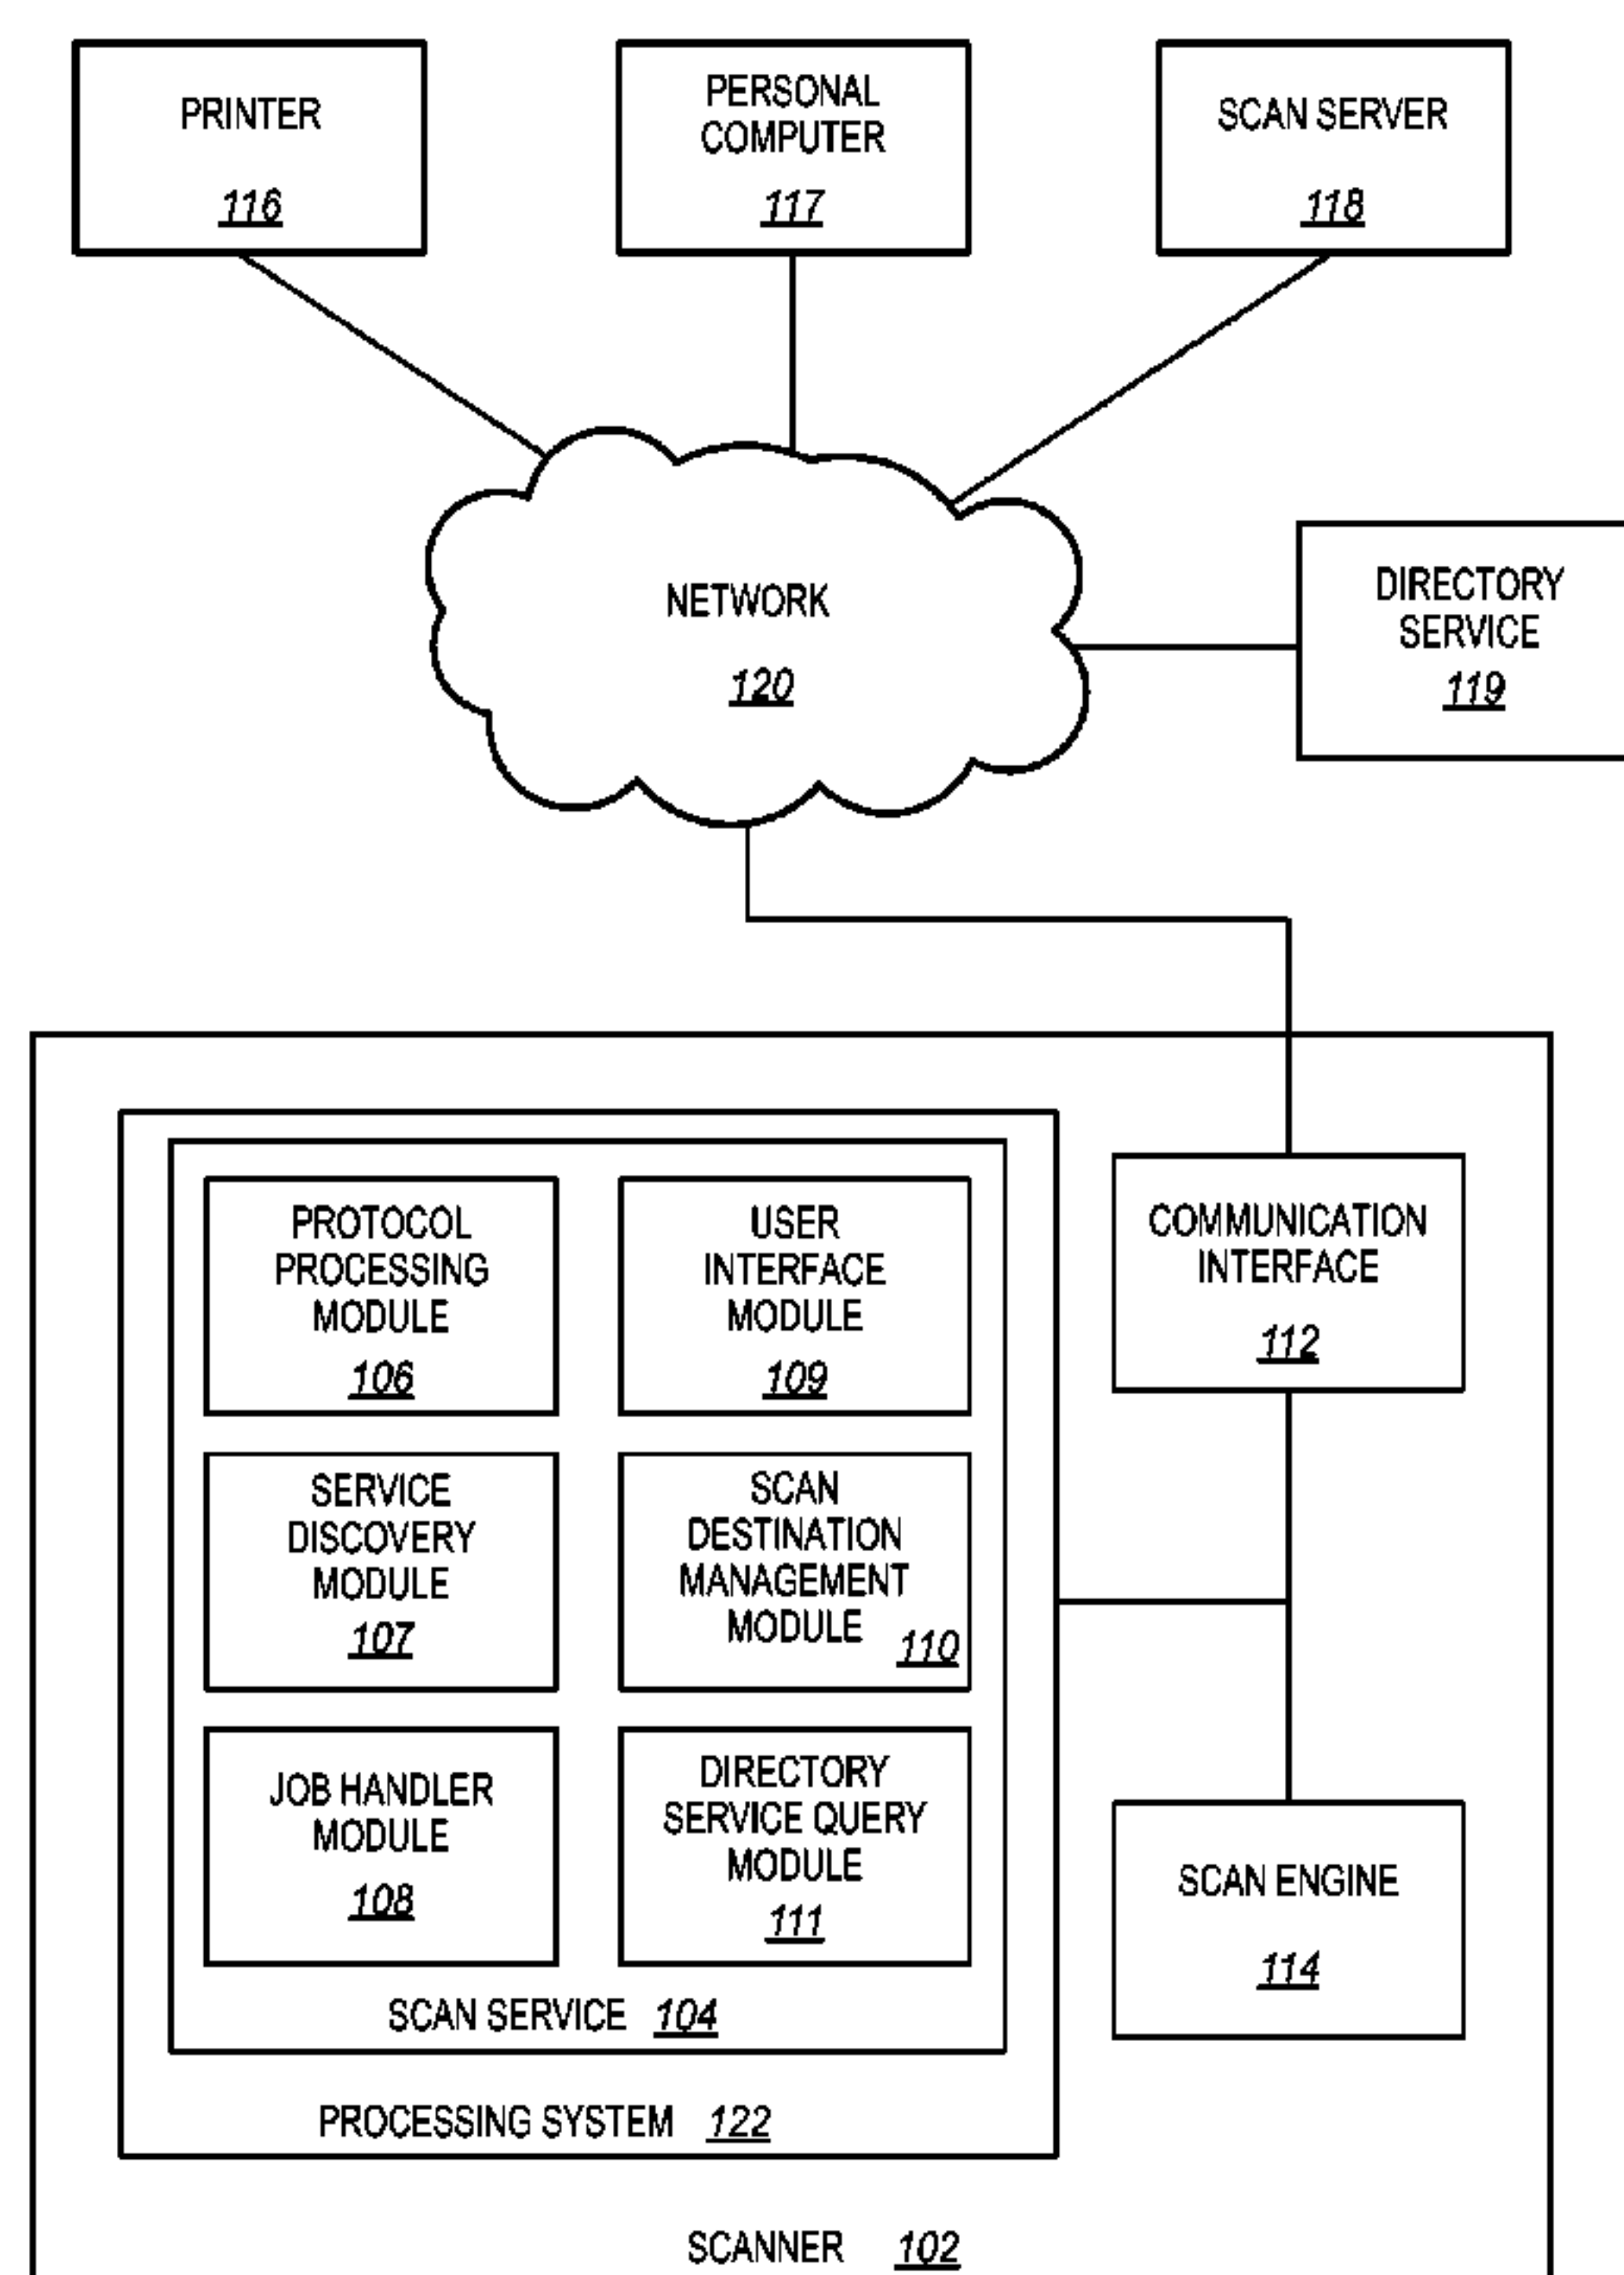 PRINTER
116
PERSONAL
COMPUTER
117
SCAN SERVER
118
NETWORK
120
DIRECTORY
SERVICE
119
PROTOCOL
PROCESSING
MODULE
106
USER
INTERFACE
MODULE
109
COMMUNICATION
INTERFACE
112
SERVICE
DISCOVERY
MODULE
107
SCAN
DESTINATION
MANAGEMENT
MODULE
110
JOB HANDLER
MODULE
108
DIRECTORY
SERVICE QUERY
MODULE
111
SCAN ENGINE
114
SCAN SERVICE 104
PROCESSING SYSTEM 122
SCANNER 102